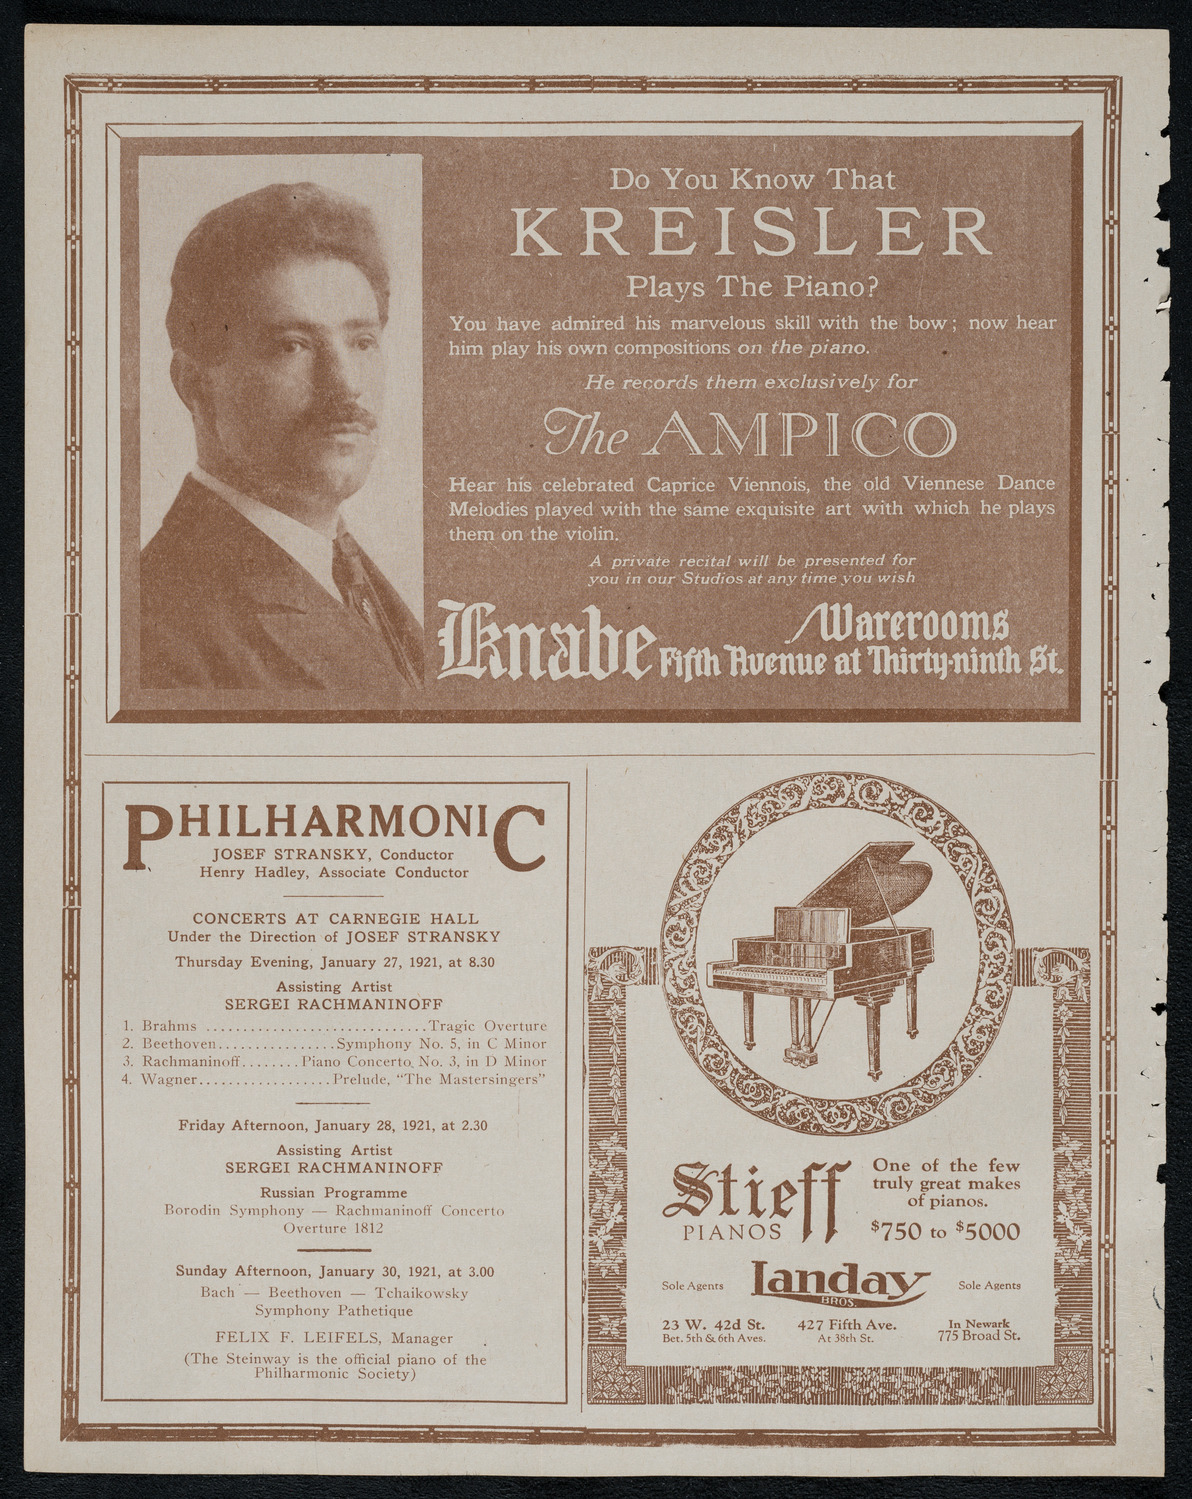 Do You Know That
KREISLER
Plays The Piano?
You have admired his marvelous skill with the bow; now hear
him play his own compositions on the piano.
He records them exclusively for
The AMPICO
Hear his celebrated Caprice Viennois, the old Viennese Dance
Melodies played with the same exquisite art with which he plays
them on the violin.
A private recital will be presented for
you in our Studios at any time you wish
Knabe Warerooms
Fifth Avenue at Thirty-ninth St.
PHILHARMONIC
JOSEF STRANSKY, Conductor
Henry Hadley, Associate Conductor
CONCERTS AT CARNEGIE HALL
Under the Direction of JOSEF STRANSKY
Thursday Evening, January 27, 1921, at 8.30
Assisting Artist
SERGEI RACHMANINOFF
1. Brahms ..............................Tragic Overture
2. Beethoven................Symphony No. 5, in C Minor
3. Rachmaninoff........Piano Concerto, No. 3, in D Minor
4. Wagner..................Prelude, “The Mastersingers”
Friday Afternoon, January 28, 1921, at 2.30
Assisting Artist
SERGEI RACHMANINOFF
Russian Programme
Borodin Symphony — Rachmaninoff Concerto
Overture 1812
Sunday Afternoon, January 30, 1921, at 3.00
Bach — Beethoven — Tchaikowsky
Symphony Pathetique
FELIX F. LEIFELS, Manager
(The Steinway is the official piano of the
Philharmonic Society)
Stieff
PIANOS
One of the few
truly great makes
of pianos.
$750 to $5000
Sole Agents Landay Sole Agents
BROS.
23 W. 42d St. 427 Fifth Ave. In Newark
Bet. 5th & 6th Aves. At 38th St. 775 Broad St.